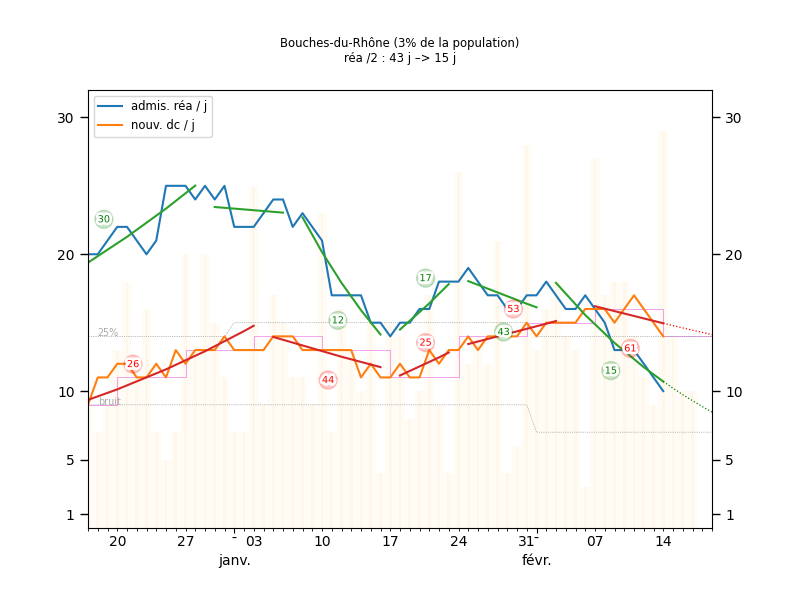 Bouches-du-Rhône (3% de la population)
réa /2 : 43 j –> 15 j
admis. réa / j
nouv. dc / j
30 30
20 20
10 10
5 5
1 1
25%
bruit
30
26
12
44
17
25
53
43
61
15
20 27 03 10 17 24 31 07 14
janv. févr.